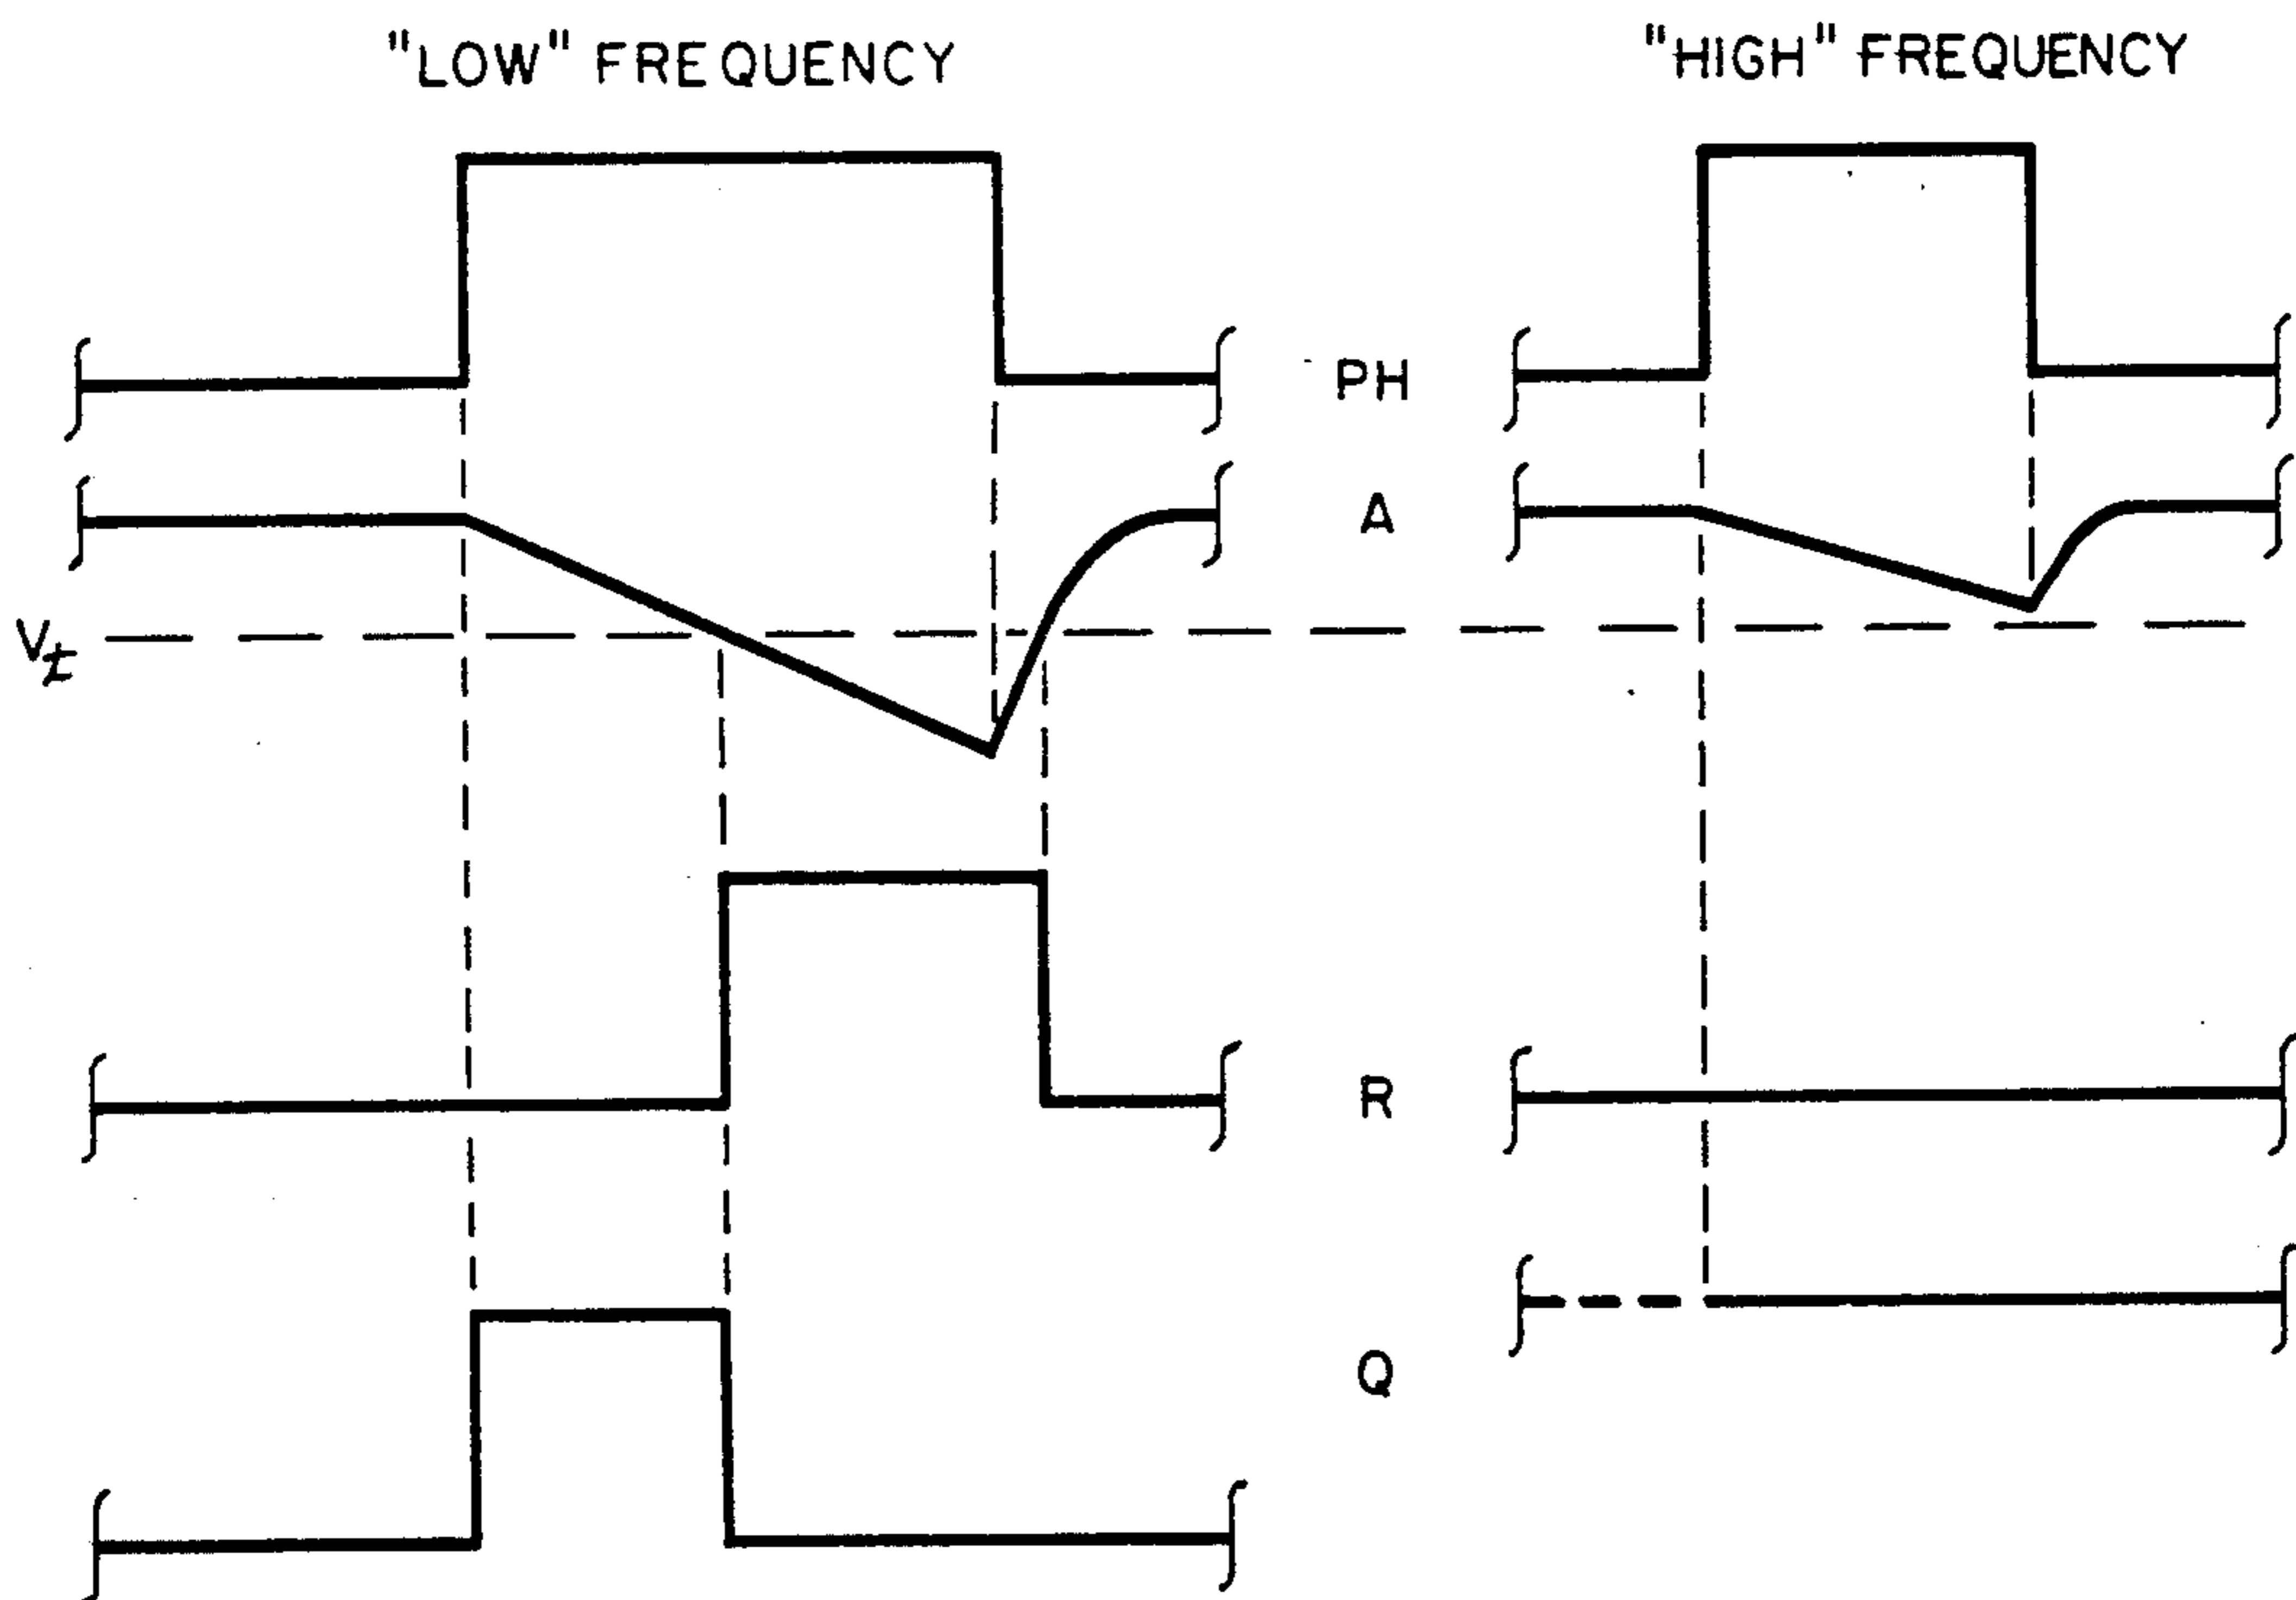 "LOW" FREQUENCY
"HIGH" FREQUENCY
PH
A
Vt
R
Q